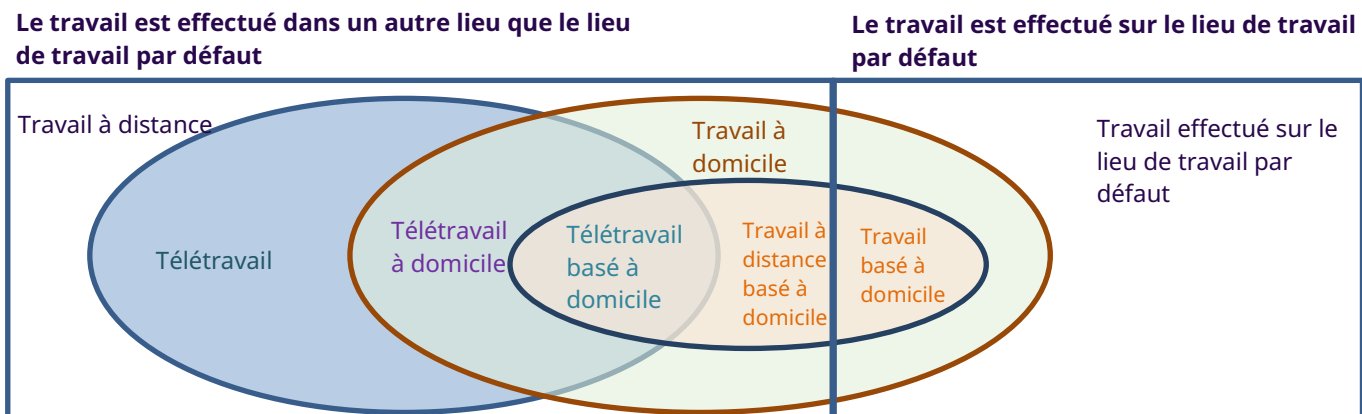 Le travail est effectué dans un autre lieu que le lieu
de travail par défaut
Le travail est effectué sur le lieu de travail
par défaut
Travail à distance
Travail à
domicile
Travail effectué sur le
lieu de travail par
défaut
Télétravail
Télétravail
à domicile
Télétravail
basé à
domicile
Travail à
distance
basé à
domicile
Travail
basé à
domicile